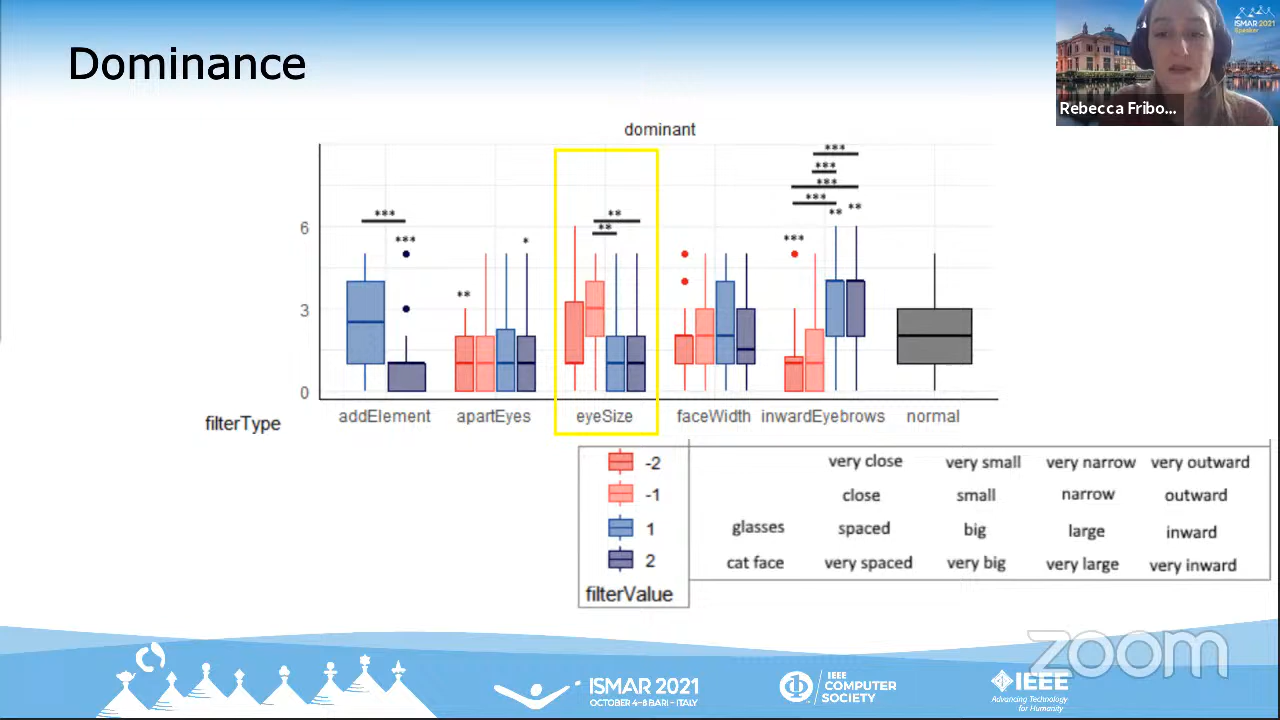 Dominance
ISMAR 2021
Speaker
Rebecca Fribo...
dominant
***
***
***
***
***
**
**
**
**
***
***
*
**
6
3
0
addElement apartEyes eyeSize faceWidth inwardEyebrows normal
filterType
-2 very close very small very narrow very outward
-1 close small narrow outward
1 glasses spaced big large inward
2 cat face very spaced very big very large very inward
filterValue
zoom
ISMAR 2021
OCTOBER 4-8 BARI - ITALY
IEEE
COMPUTER
SOCIETY
IEEE
Advancing Technology
for Humanity